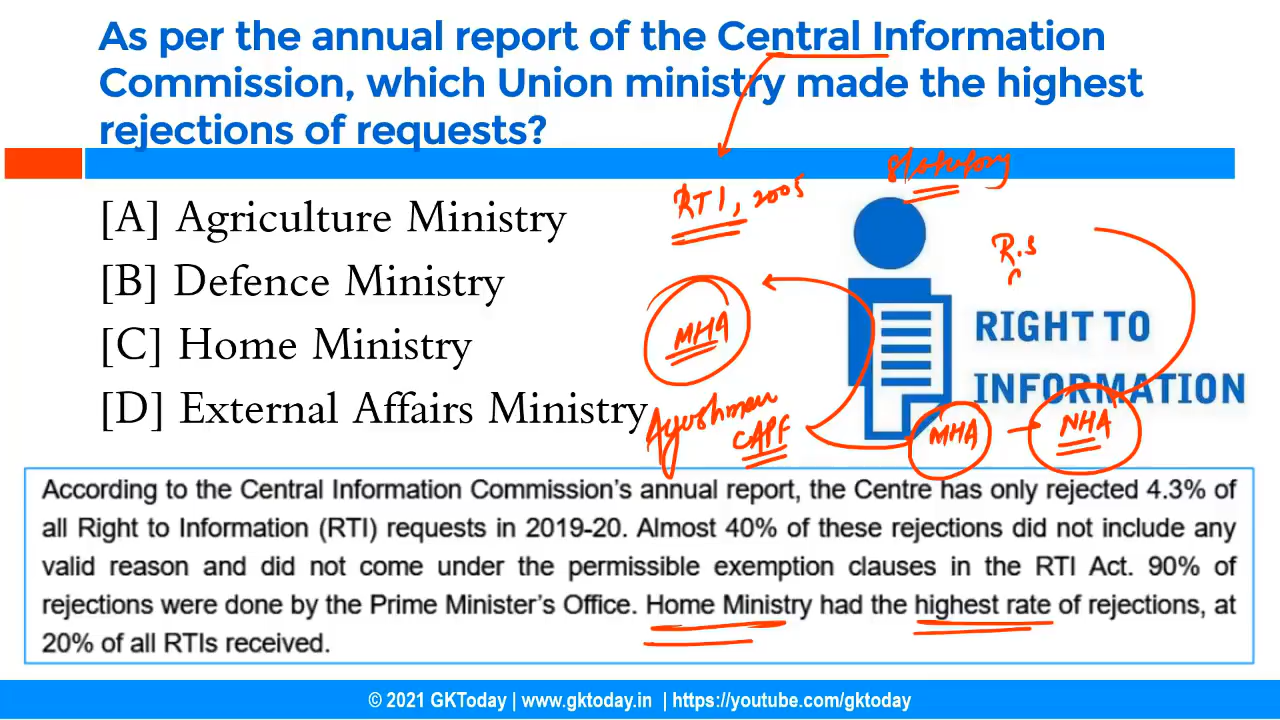 As per the annual report of the Central Information
Commission, which Union ministry made the highest
rejections of requests?
Statutory
RTI, 2005
[A] Agriculture Ministry
[B] Defence Ministry
[C] Home Ministry
[D] External Affairs Ministry
R.S
MHA
RIGHT TO
INFORMATION
Ayushman
CAPF
MHA - NHA
According to the Central Information Commission's annual report, the Centre has only rejected 4.3% of
all Right to Information (RTI) requests in 2019-20. Almost 40% of these rejections did not include any
valid reason and did not come under the permissible exemption clauses in the RTI Act. 90% of
rejections were done by the Prime Minister's Office. Home Ministry had the highest rate of rejections, at
20% of all RTIs received.
© 2021 GKToday | www.gktoday.in | https://youtube.com/gktoday